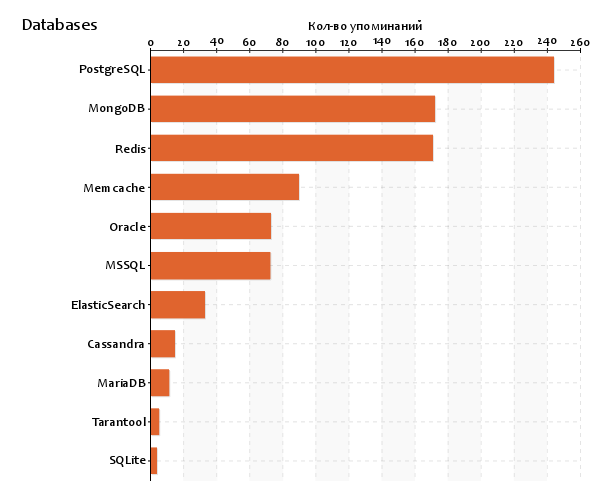 Databases
Кол-во упоминаний*
0 20 40 60 80 100 120 140 160 180 200 220 240 260
PostgreSQL
MongoDB
Redis
Memcache
Oracle
MSSQL
ElasticSearch
Cassandra
MariaDB
Tarantool
SQLite